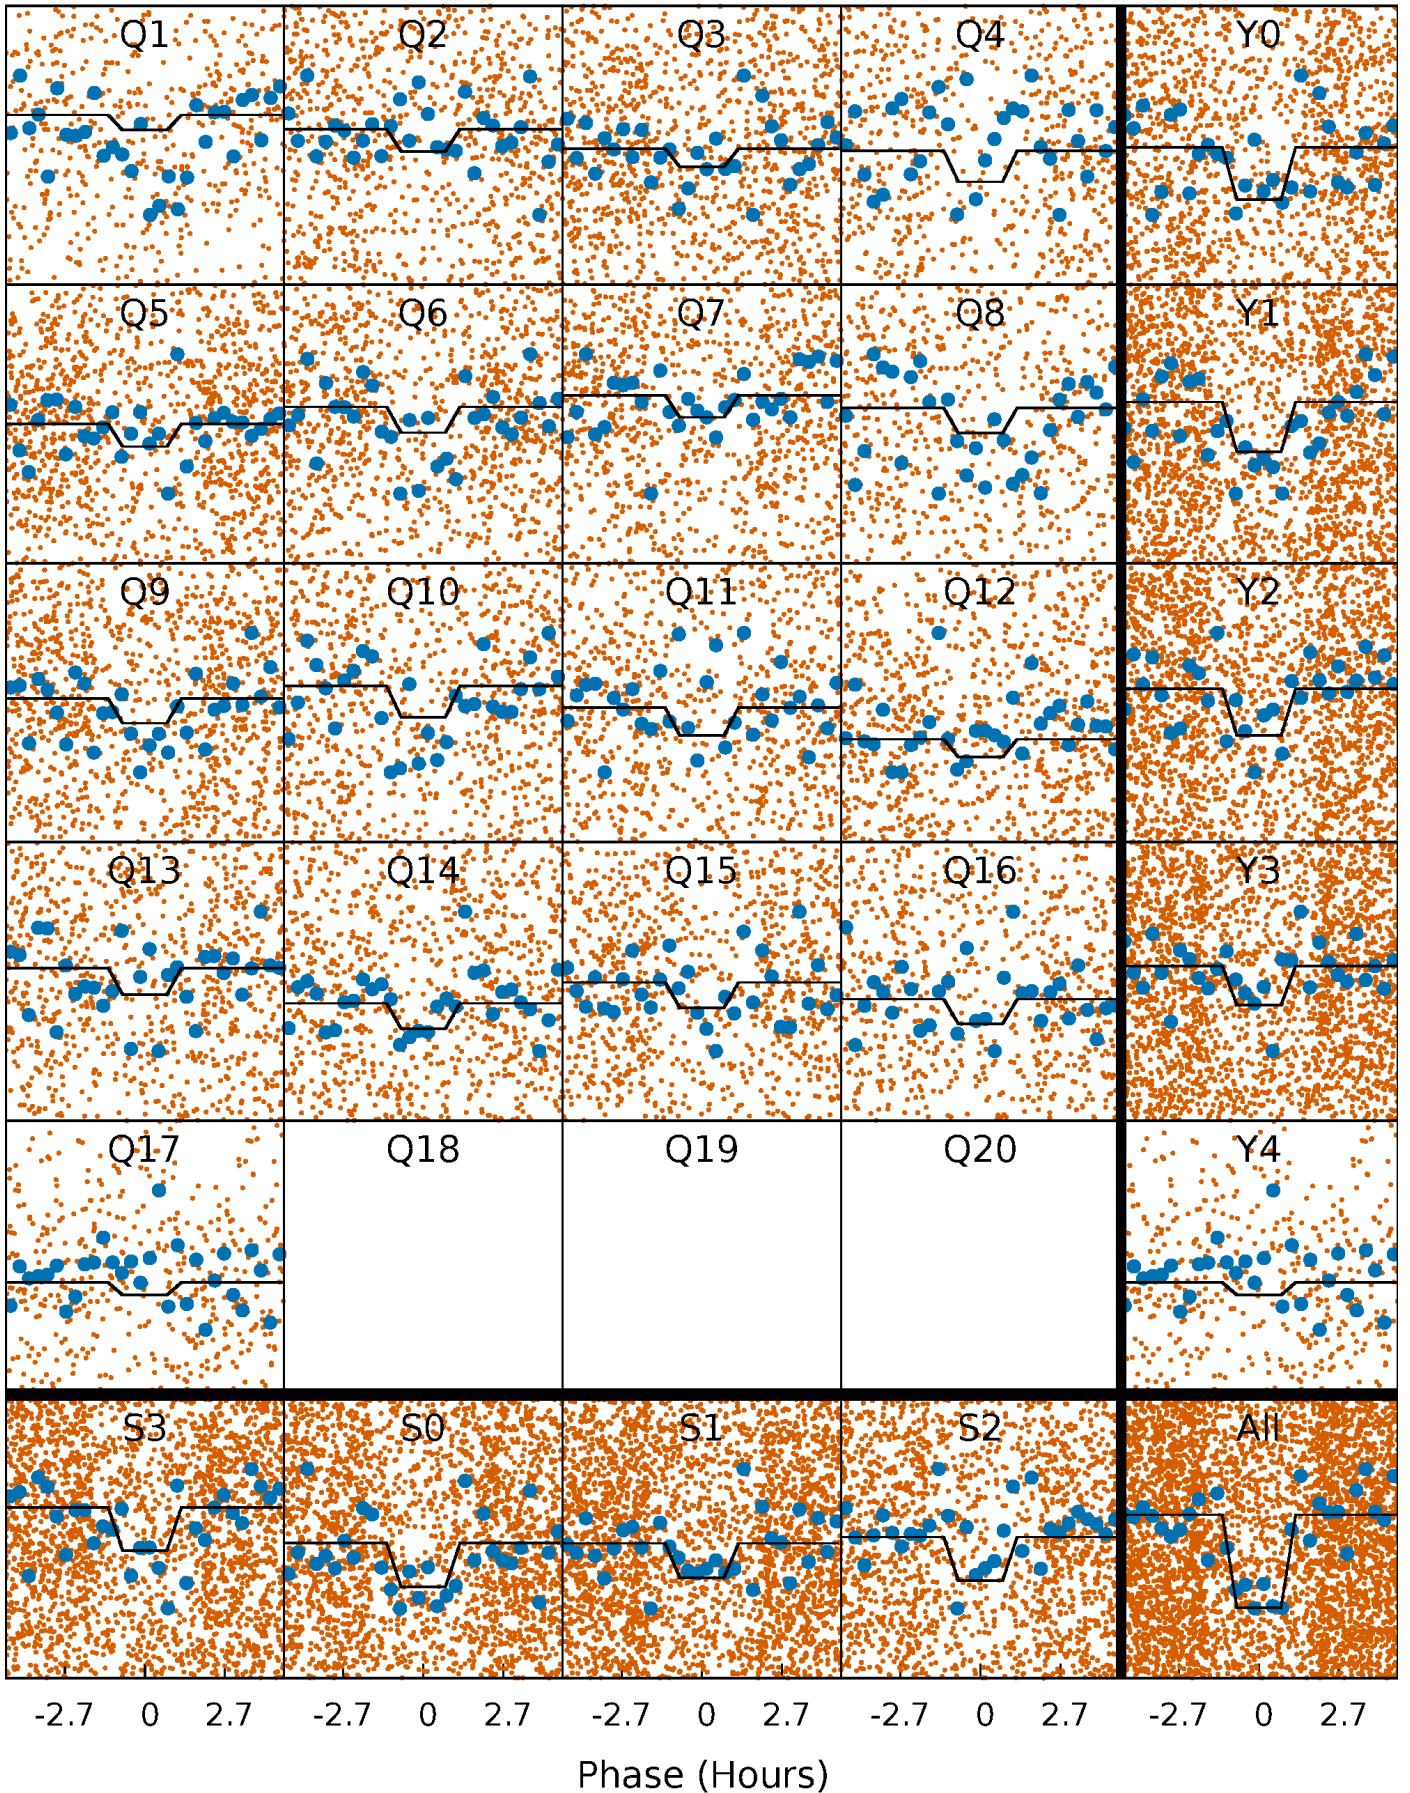 Q1 Q2 Q3 Q4 Y0
Q5 Q6 Q7 Q8 Y1
Q9 Q10 Q11 Q12 Y2
Q13 Q14 Q15 Q16 Y3
Q17 Q18 Q19 Q20 Y4
S3 S0 S1 S2 All
-2.7 0 2.7 -2.7 0 2.7 -2.7 0 2.7 -2.7 0 2.7 -2.7 0 2.7
Phase (Hours)